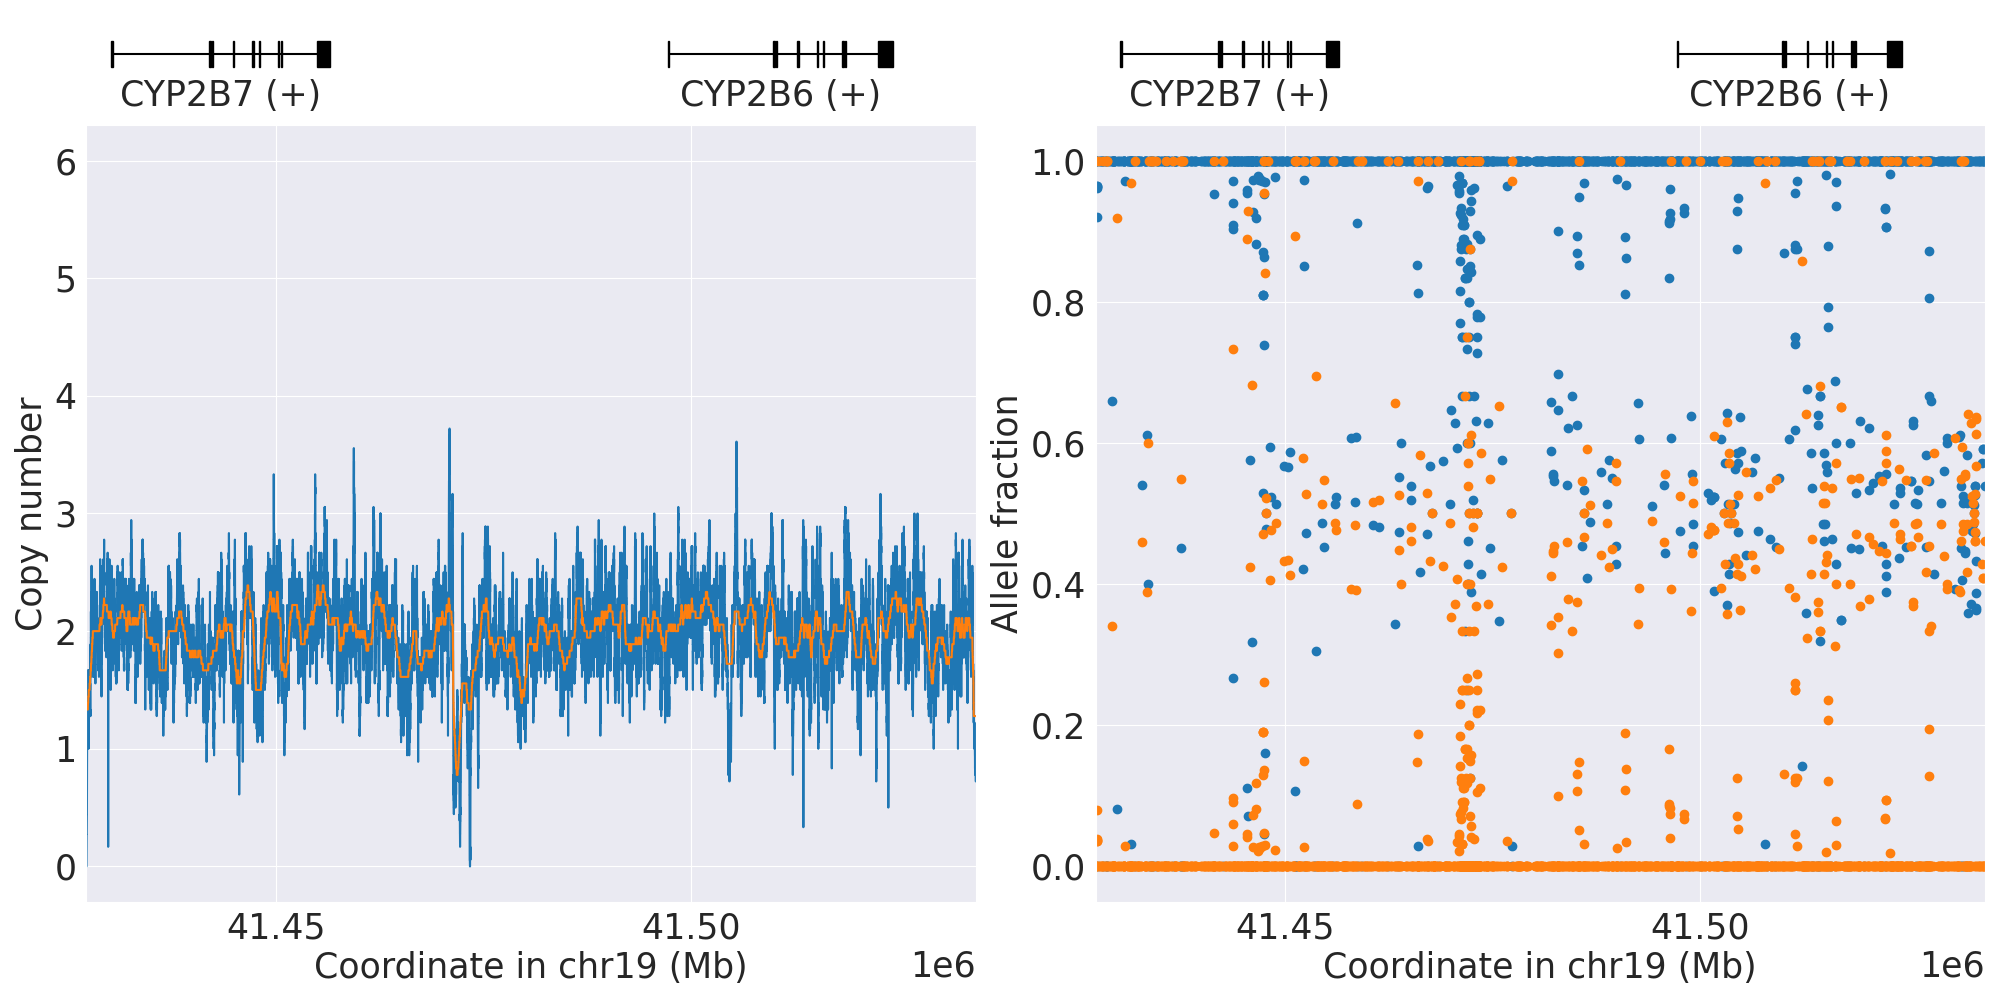 CYP2B7 (+)
CYP2B6 (+)
6
5
4
3
2
1
0
Copy number
41.45
41.50
Coordinate in chr19 (Mb)
1e6
CYP2B7 (+)
CYP2B6 (+)
1.0
0.8
0.6
0.4
0.2
0.0
Allele fraction
41.45
41.50
Coordinate in chr19 (Mb)
1e6